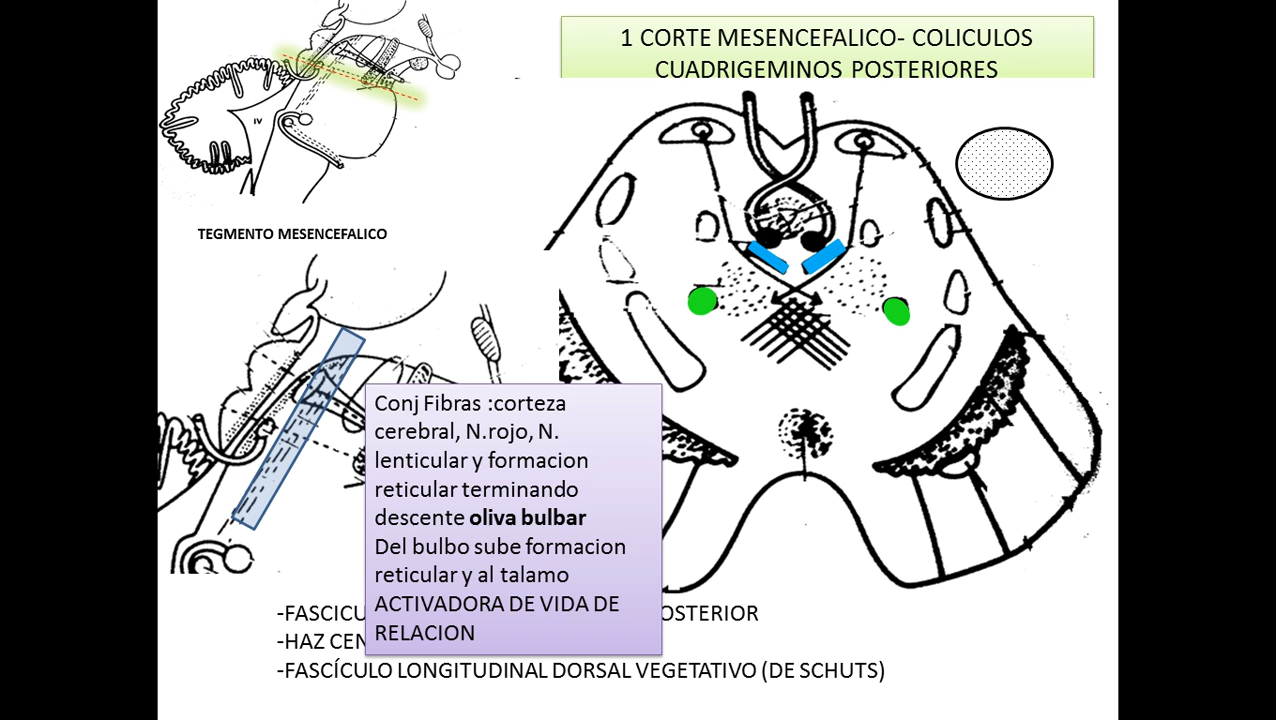 1 CORTE MESENCEFALICO- COLICULOS
CUADRIGEMINOS POSTERIORES
IV
TEGMENTO MESENCEFALICO
Conj Fibras :corteza
cerebral, N.rojo, N.
lenticular y formacion
reticular terminando
descente oliva bulbar
Del bulbo sube formacion
reticular y al talamo
ACTIVADORA DE VIDA DE
RELACION
-FASCICU OSTERIOR
-HAZ CEN
-FASCÍCULO LONGITUDINAL DORSAL VEGETATIVO (DE SCHUTS)